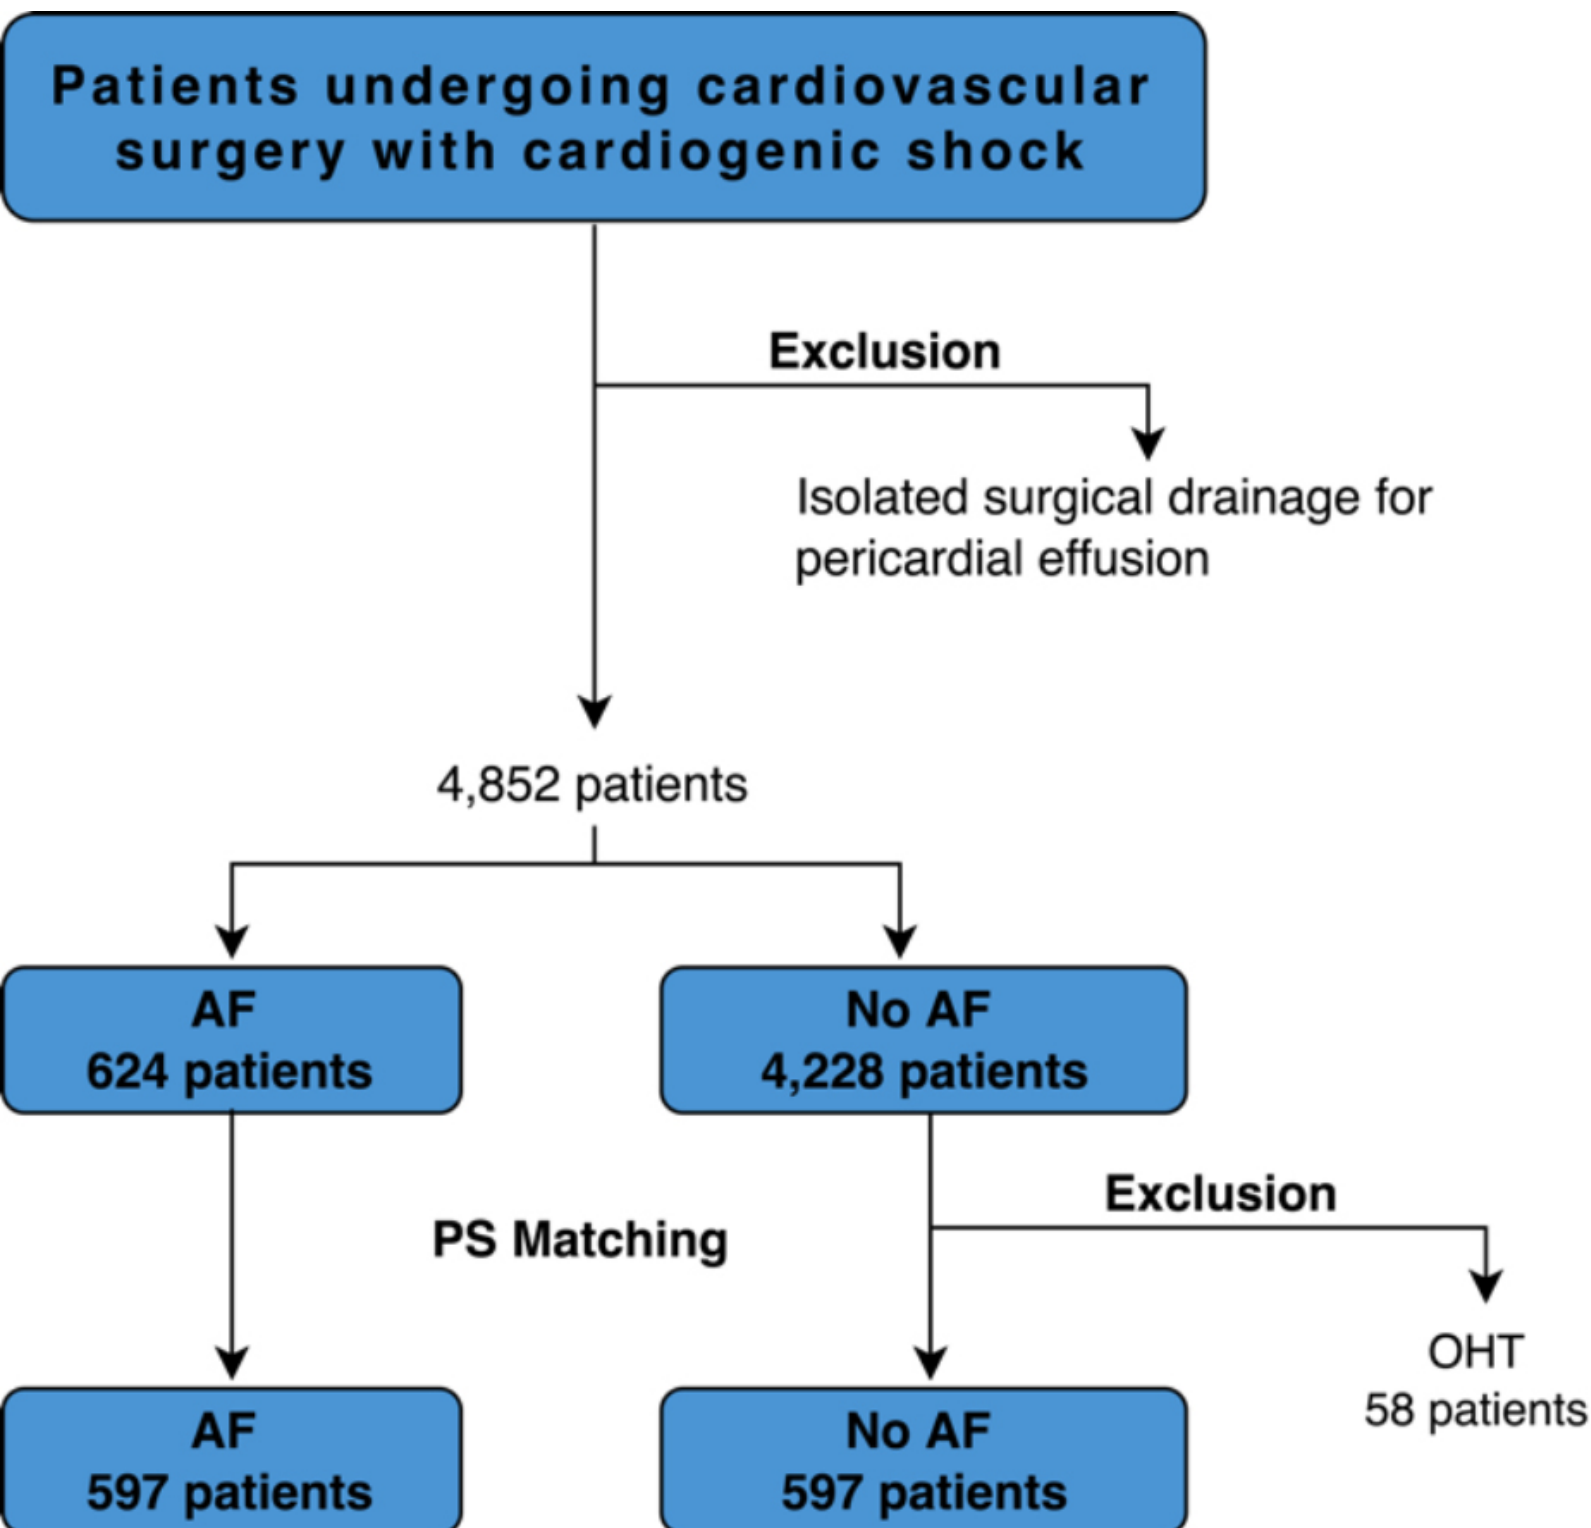 Patients undergoing cardiovascular
surgery with cardiogenic shock
Exclusion
Isolated surgical drainage for
pericardial effusion
4,852 patients
AF
624 patients
No AF
4,228 patients
PS Matching
Exclusion
OHT
58 patients
AF
597 patients
No AF
597 patients